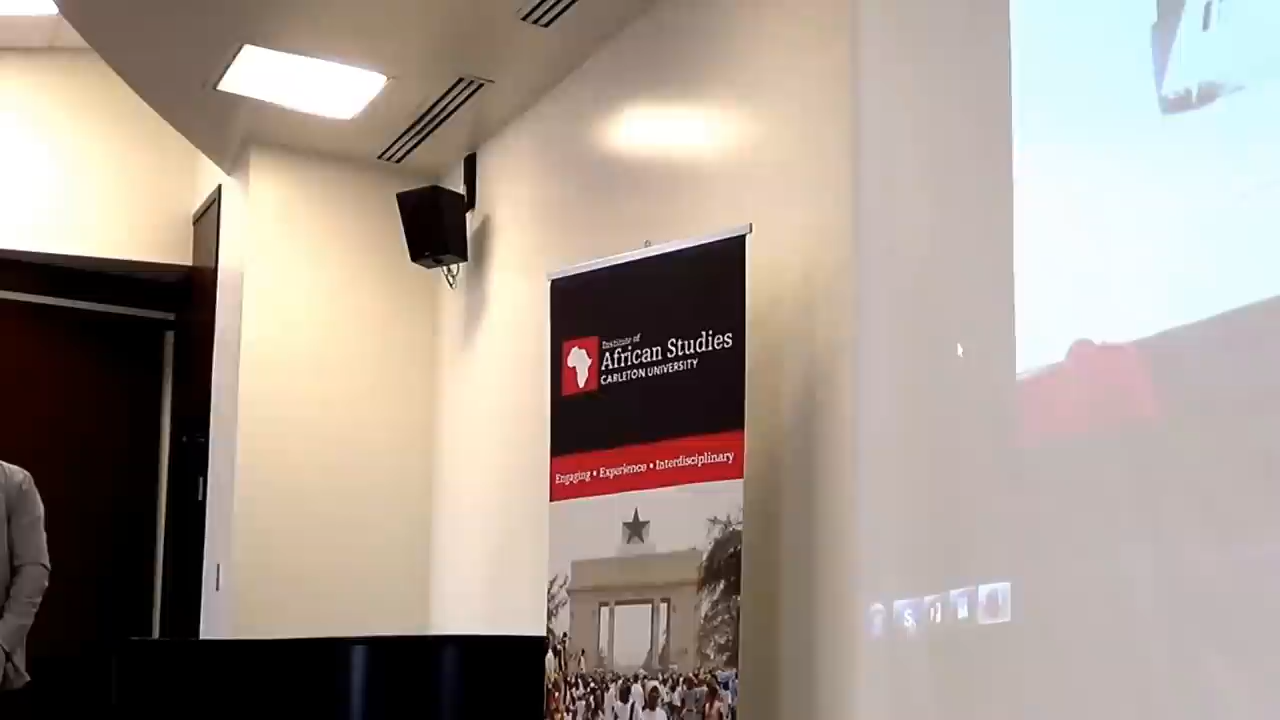 Institute of
African Studies
CARLETON UNIVERSITY
Engaging • Experience • Interdisciplinary